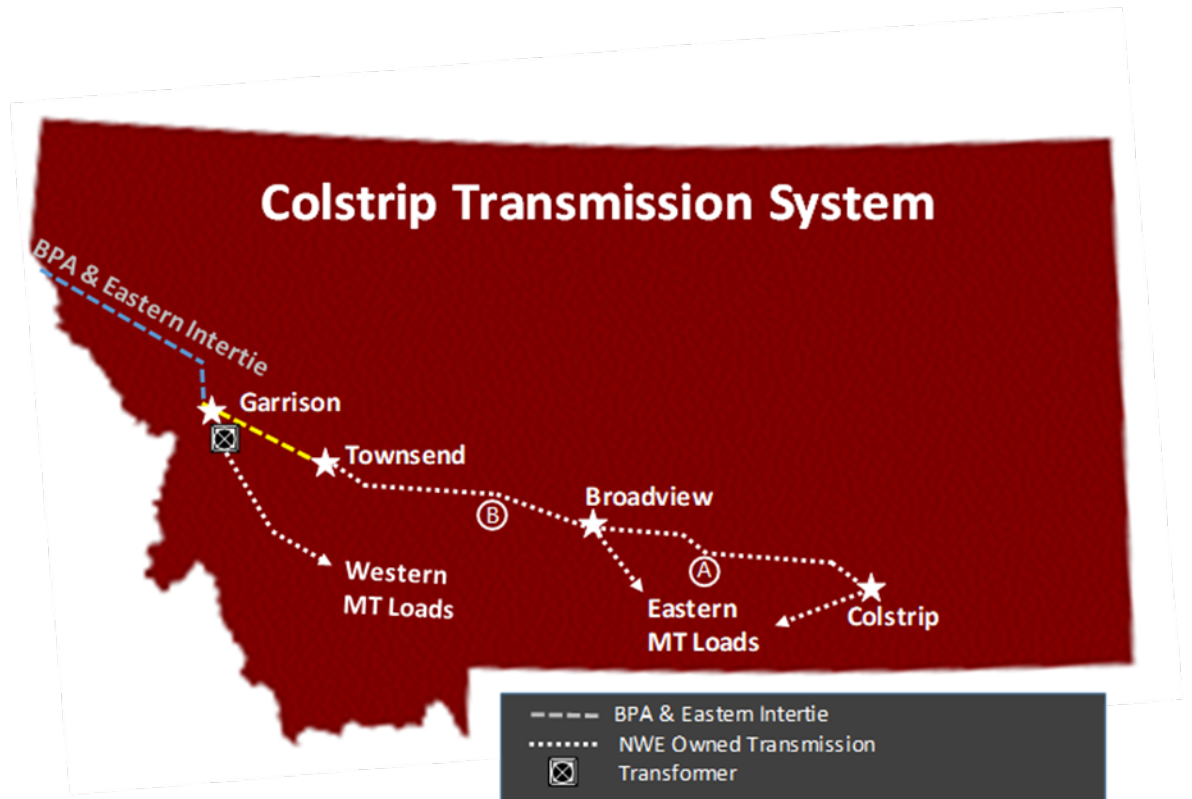 Colstrip Transmission System
BPA & Eastern Intertie
Garrison
Townsend
Broadview
B
A
Western
MT Loads
Eastern
MT Loads
Colstrip
BPA & Eastern Intertie
NWE Owned Transmission
Transformer